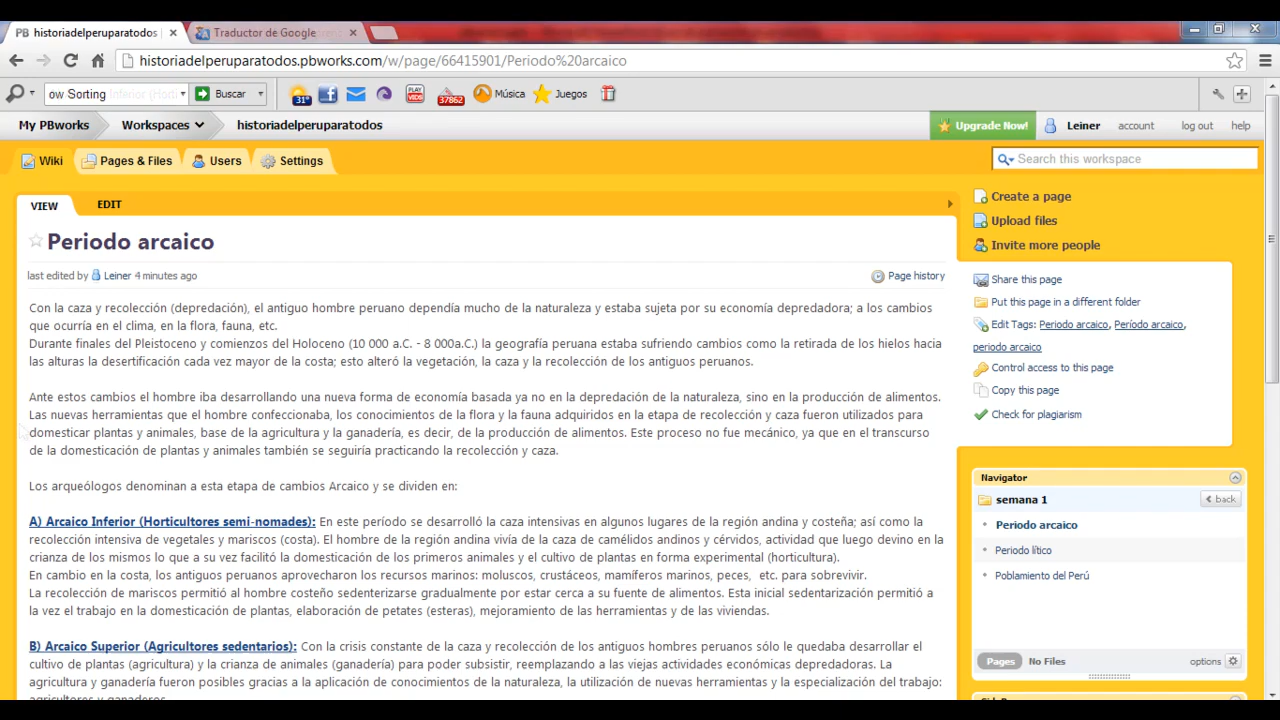 PB historiadelperuparatodos
Traductor de Google
historiadelperuparatodos.pbworks.com/w/page/66415901/Periodo%20arcaico
ow Sorting
Buscar
31°
PLAY VIDEO
37862
Música
Juegos
My PBworks
Workspaces
historiadelperuparatodos
Upgrade Now!
Leiner
account
log out
help
Wiki
Pages & Files
Users
Settings
Search this workspace
VIEW
EDIT
Create a page
Upload files
Invite more people
Periodo arcaico
last edited by Leiner 4 minutes ago
Page history
Con la caza y recolección (depredación), el antiguo hombre peruano dependía mucho de la naturaleza y estaba sujeta por su economía depredadora; a los cambios
que ocurría en el clima, en la flora, fauna, etc.
Durante finales del Pleistoceno y comienzos del Holoceno (10 000 a.C. - 8 000a.C.) la geografía peruana estaba sufriendo cambios como la retirada de los hielos hacia
las alturas la desertificación cada vez mayor de la costa; esto alteró la vegetación, la caza y la recolección de los antiguos peruanos.
Ante estos cambios el hombre iba desarrollando una nueva forma de economía basada ya no en la depredación de la naturaleza, sino en la producción de alimentos.
Las nuevas herramientas que el hombre confeccionaba, los conocimientos de la flora y la fauna adquiridos en la etapa de recolección y caza fueron utilizados para
domesticar plantas y animales, base de la agricultura y la ganadería, es decir, de la producción de alimentos. Este proceso no fue mecánico, ya que en el transcurso
de la domesticación de plantas y animales también se seguiría practicando la recolección y caza.
Los arqueólogos denominan a esta etapa de cambios Arcaico y se dividen en:
A) Arcaico Inferior (Horticultores semi-nomades): En este período se desarrolló la caza intensivas en algunos lugares de la región andina y costeña; así como la
recolección intensiva de vegetales y mariscos (costa). El hombre de la región andina vivía de la caza de camélidos andinos y cérvidos, actividad que luego devino en la
crianza de los mismos lo que a su vez facilitó la domesticación de los primeros animales y el cultivo de plantas en forma experimental (horticultura).
En cambio en la costa, los antiguos peruanos aprovecharon los recursos marinos: moluscos, crustáceos, mamíferos marinos, peces, etc. para sobrevivir.
La recolección de mariscos permitió al hombre costeño sedenterizarse gradualmente por estar cerca a su fuente de alimentos. Esta inicial sedentarización permitió a
la vez el trabajo en la domesticación de plantas, elaboración de petates (esteras), mejoramiento de las herramientas y de las viviendas.
B) Arcaico Superior (Agricultores sedentarios): Con la crisis constante de la caza y recolección de los antiguos hombres peruanos sólo le quedaba desarrollar el
cultivo de plantas (agricultura) y la crianza de animales (ganadería) para poder subsistir, reemplazando a las viejas actividades económicas depredadoras. La
agricultura y ganadería fueron posibles gracias a la aplicación de conocimientos de la naturaleza, la utilización de nuevas herramientas y la especialización del trabajo:
agricultores y ganaderos.
Share this page
Put this page in a different folder
Edit Tags: Periodo arcaico, Período arcaico,
periodo arcaico
Control access to this page
Copy this page
Check for plagiarism
Navigator
semana 1
back
Periodo arcaico
Periodo lítico
Poblamiento del Perú
Pages
No Files
options